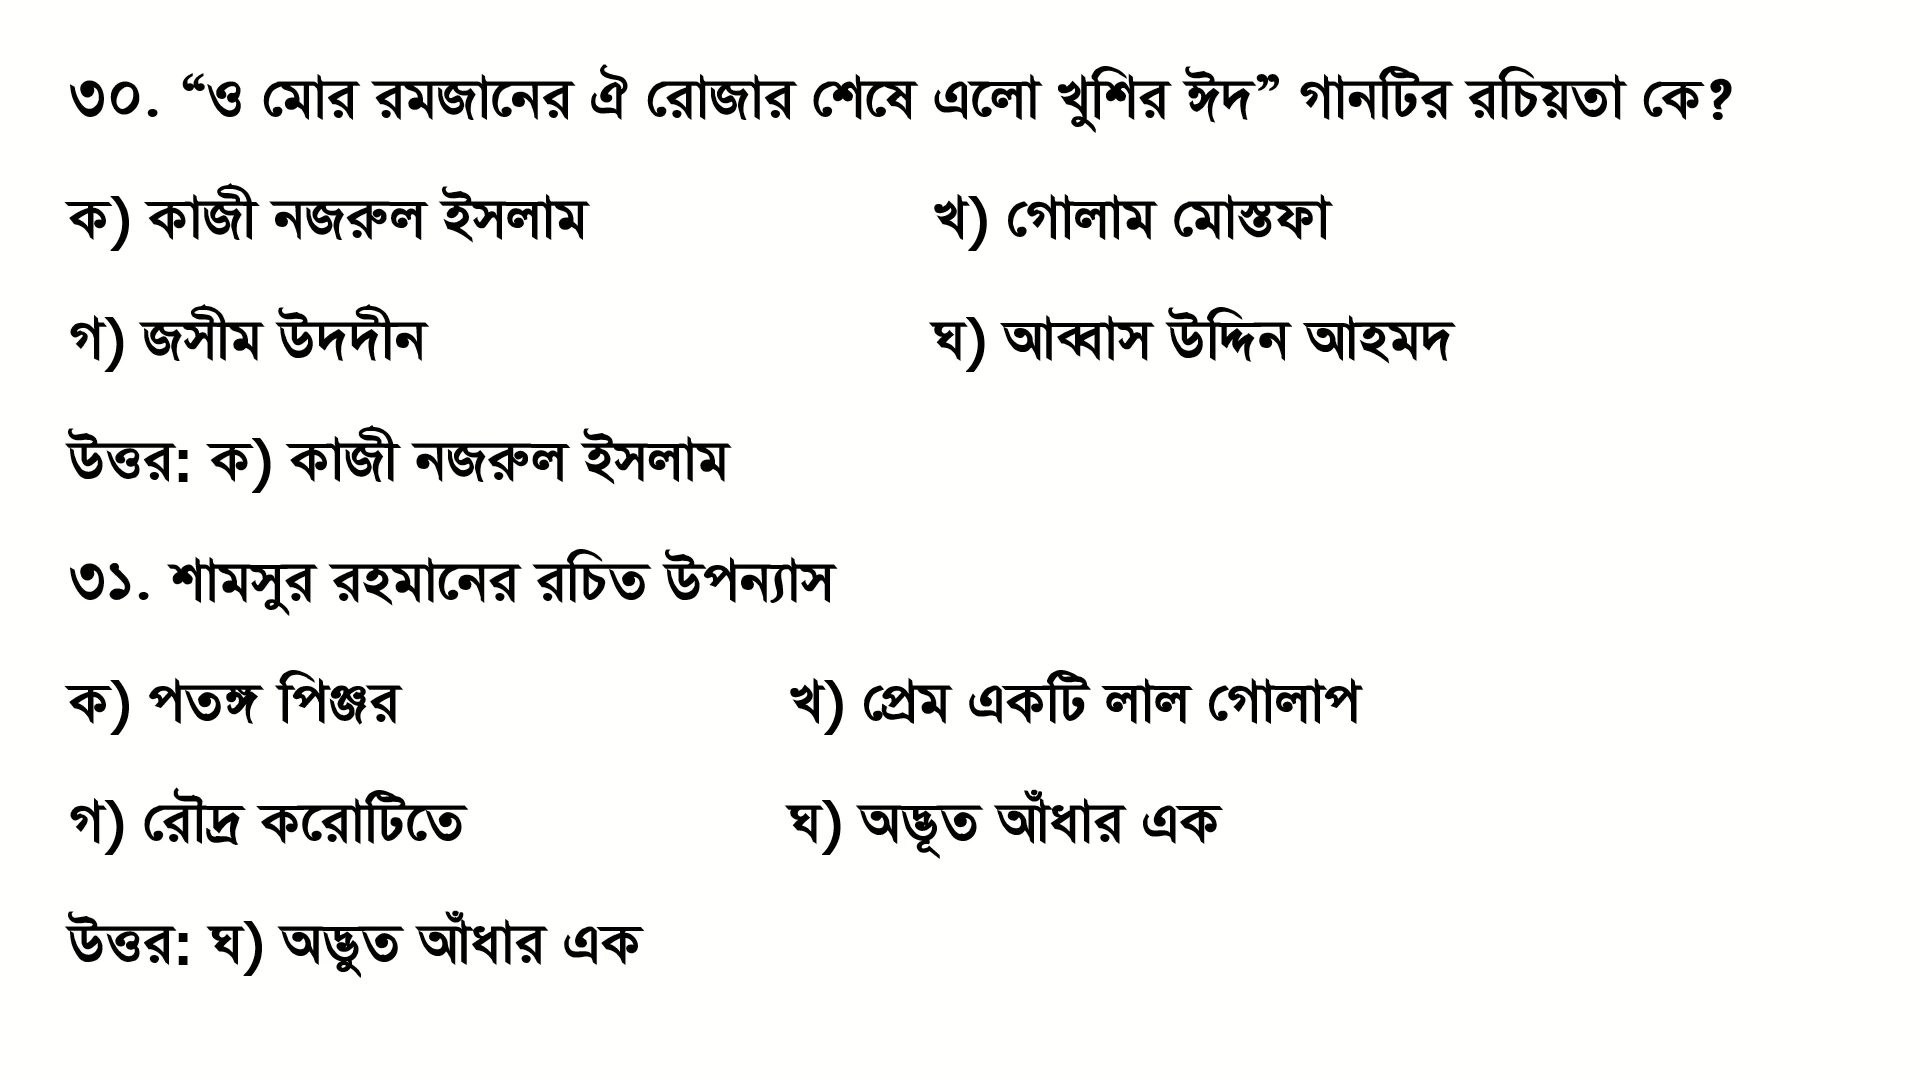 ৩০. “ও মোর রমজানের ঐ রোজার শেষে এলো খুশির ঈদ” গানটির রচিয়তা কে?
ক) কাজী নজরুল ইসলাম খ) গোলাম মোস্তফা
গ) জসীম উদদীন ঘ) আব্বাস উদ্দিন আহমদ
উত্তর: ক) কাজী নজরুল ইসলাম
৩১. শামসুর রহমানের রচিত উপন্যাস
ক) পতঙ্গ পিঞ্জর খ) প্রেম একটি লাল গোলাপ
গ) রৌদ্র করোটিতে ঘ) অদ্ভূত আঁধার এক
উত্তর: ঘ) অদ্ভুত আঁধার এক